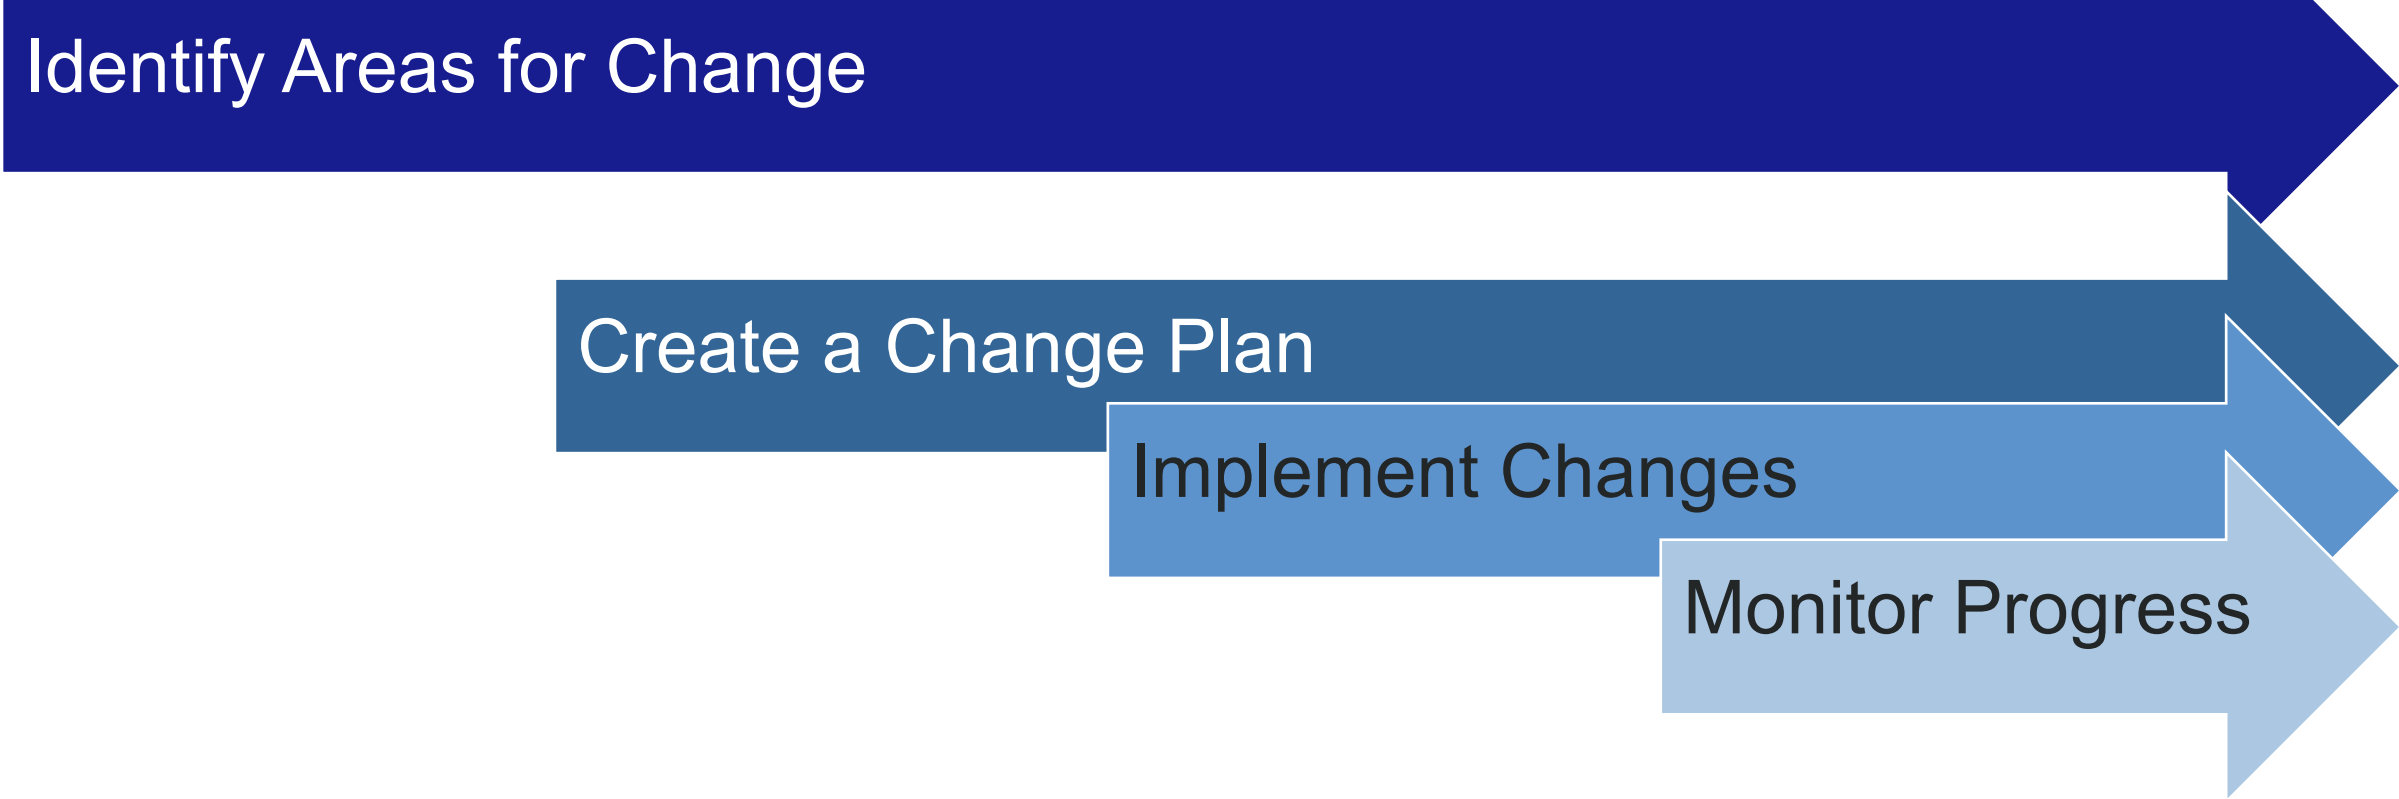 Identify Areas for Change
Create a Change Plan
Implement Changes
Monitor Progress